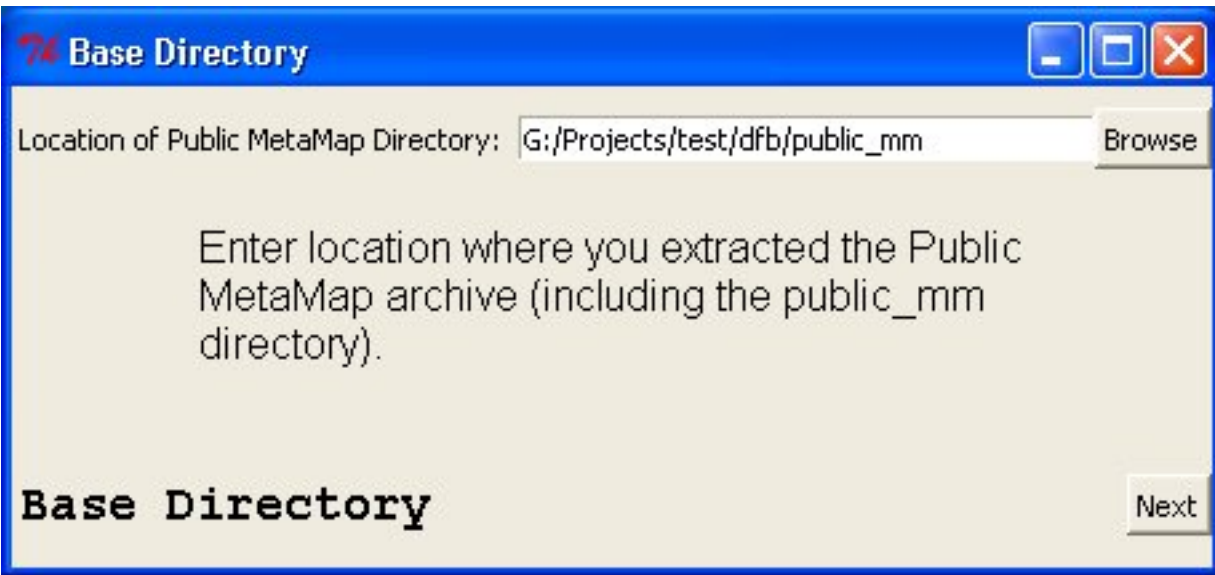 Base Directory
Location of Public MetaMap Directory: G:/Projects/test/dfb/public_mm Browse
Enter location where you extracted the Public
MetaMap archive (including the public_mm
directory).
Base Directory Next